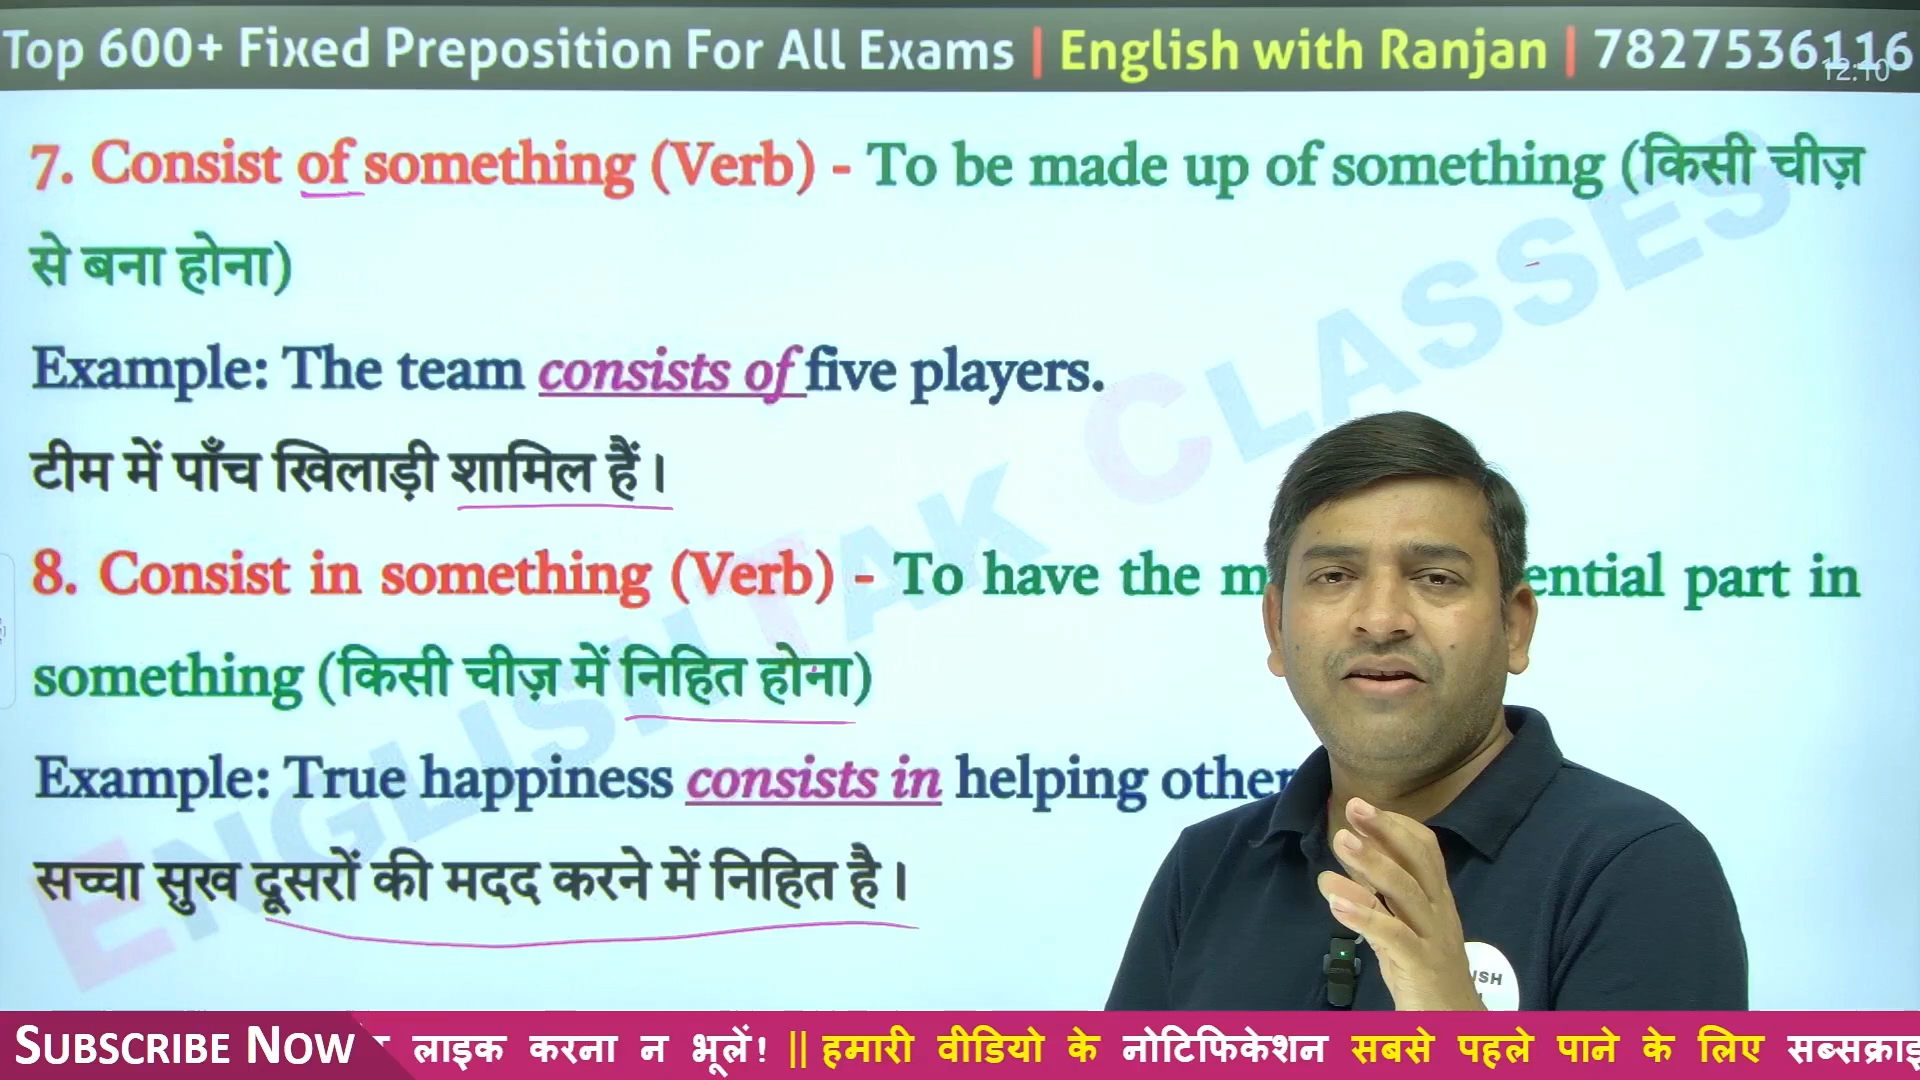 Top 600+ Fixed Preposition For All Exams | English with Ranjan | 7827536116
12:10
7. Consist of something (Verb) - To be made up of something (किसी चीज़
से बना होना)
Example: The team consists of five players.
टीम में पाँच खिलाड़ी शामिल हैं।
8. Consist in something (Verb) - To have the ential part in
something (किसी चीज़ में निहित होना)
Example: True happiness consists in helping other
सच्चा सुख दूसरों की मदद करने में निहित है।
ENGLISH TAK CLASSES
SUBSCRIBE NOW लाइक करना न भूलें! || हमारी वीडियो के नोटिफिकेशन सबसे पहले पाने के लिए सब्सक्राइ